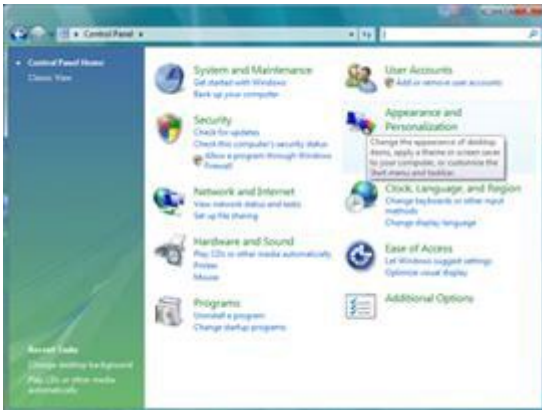 Control Panel
Control Panel Home
Classic View
System and Maintenance
Get started with Windows
Back up your computer
Security
Check for updates
Check this computer's security status
Allow a program through Windows
Firewall
Network and Internet
View network status and tasks
Set up file sharing
Hardware and Sound
Play CDs or other media automatically
Printer
Mouse
Programs
Uninstall a program
Change startup programs
User Accounts
Add or remove user accounts
Appearance and
Personalization
Change the appearance of desktop
items, apply a theme or screen saver
to your computer, or customize the
Start menu and taskbar.
Clock, Language, and Region
Change keyboards or other input
methods
Change display language
Ease of Access
Let Windows suggest settings
Optimize visual display
Additional Options
Recent Tasks
Change desktop background
Play CDs or other media
automatically